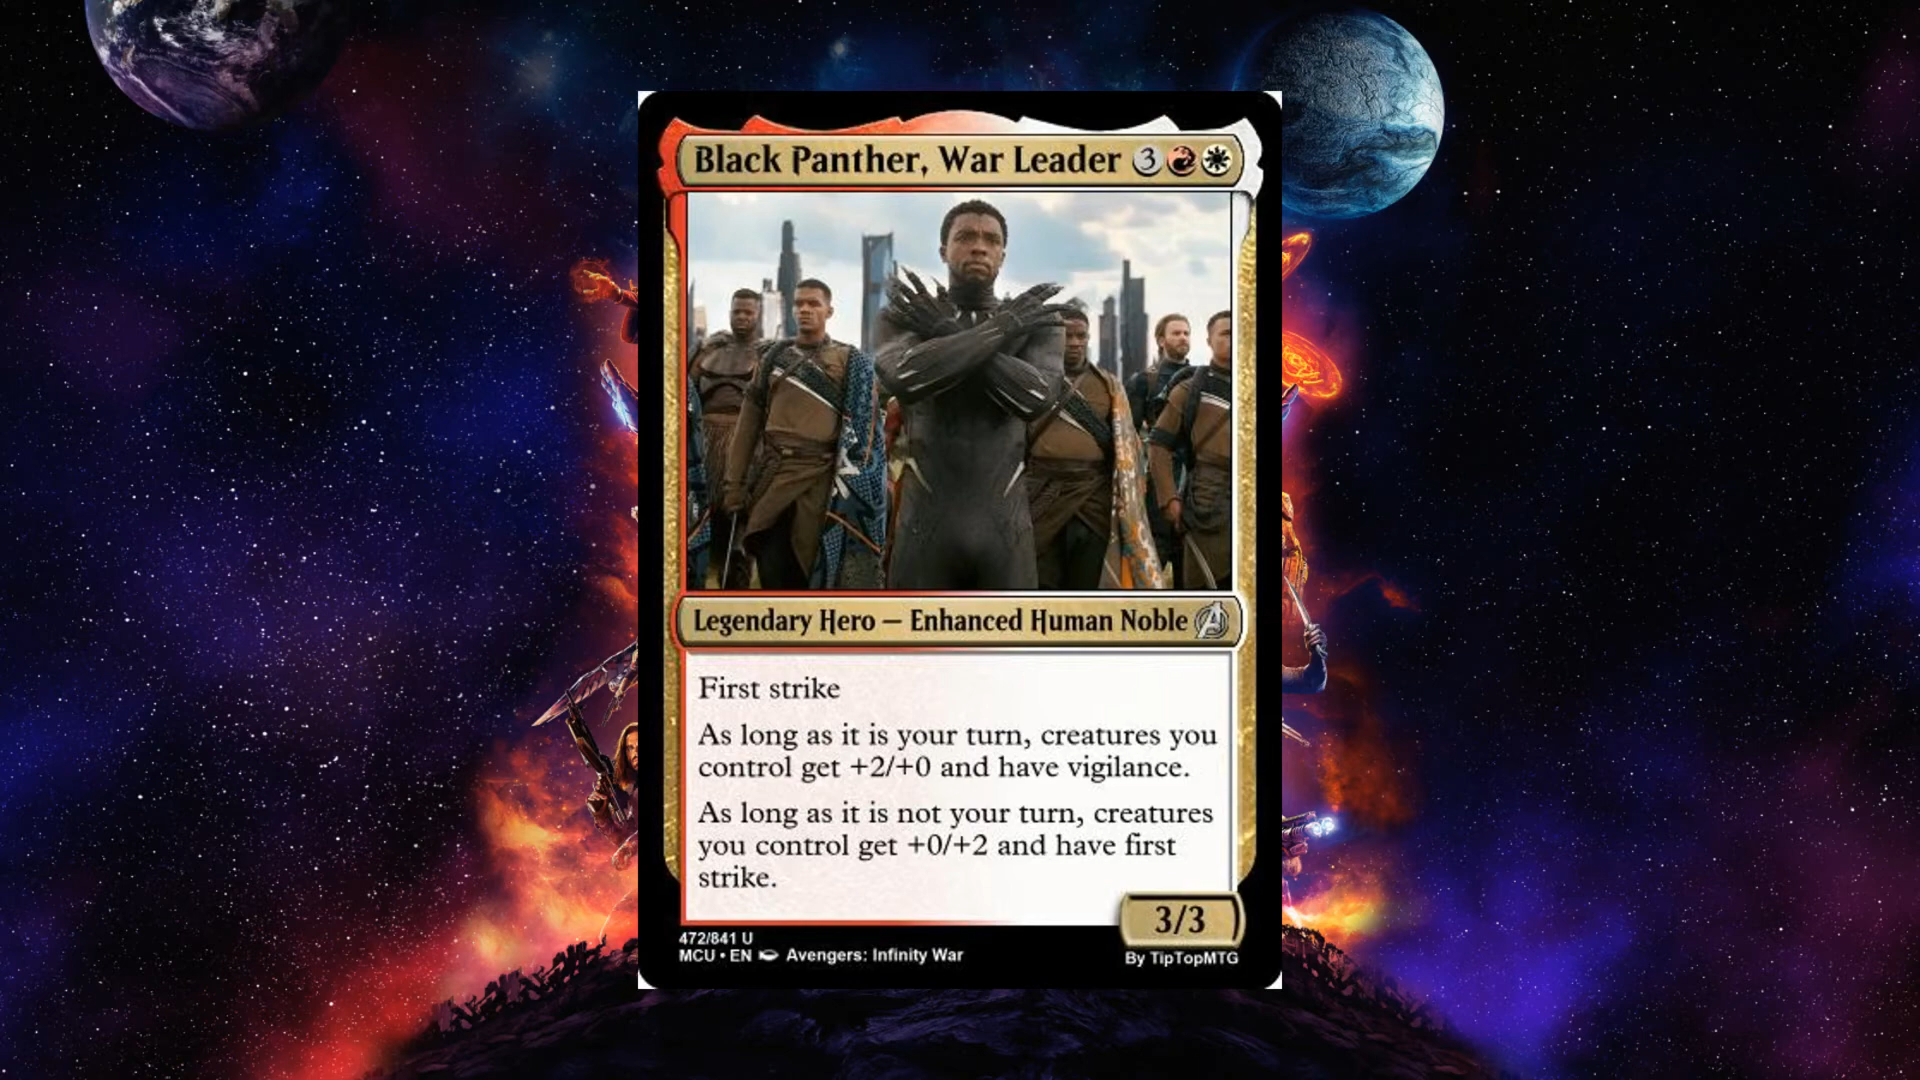 Black Panther, War Leader 3
Legendary Hero — Enhanced Human Noble
First strike
As long as it is your turn, creatures you
control get +2/+0 and have vigilance.
As long as it is not your turn, creatures
you control get +0/+2 and have first
strike.
3/3
472/841 U
MCU • EN Avengers: Infinity War
By TipTopMTG